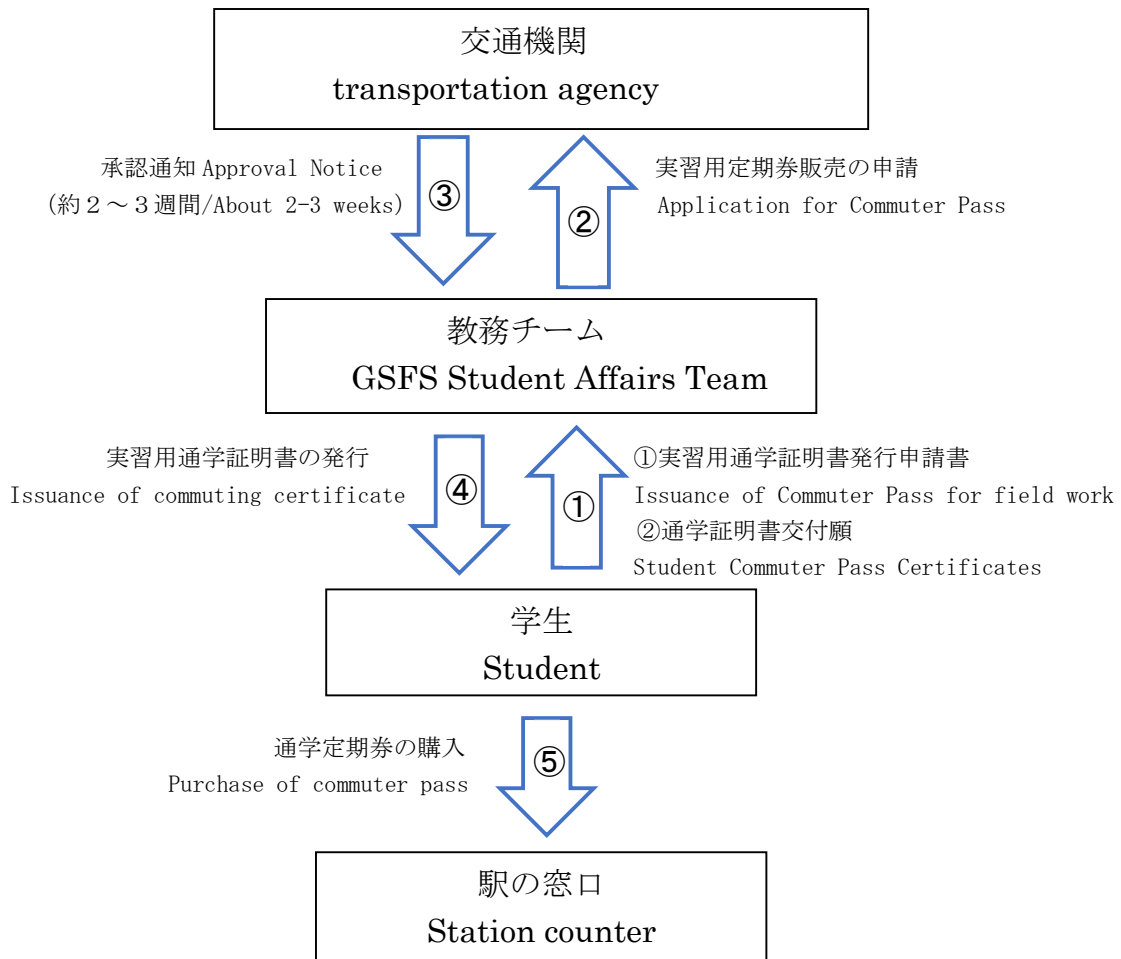 交通機関
transportation agency
承認通知 Approval Notice
(約２～３週間/About 2-3 weeks)
③
②
実習用定期券販売の申請
Application for Commuter Pass
教務チーム
GSFS Student Affairs Team
実習用通学証明書の発行
Issuance of commuting certificate
④
①
①実習用通学証明書発行申請書
Issuance of Commuter Pass for field work
②通学証明書交付願
Student Commuter Pass Certificates
学生
Student
通学定期券の購入
Purchase of commuter pass
⑤
駅の窓口
Station counter